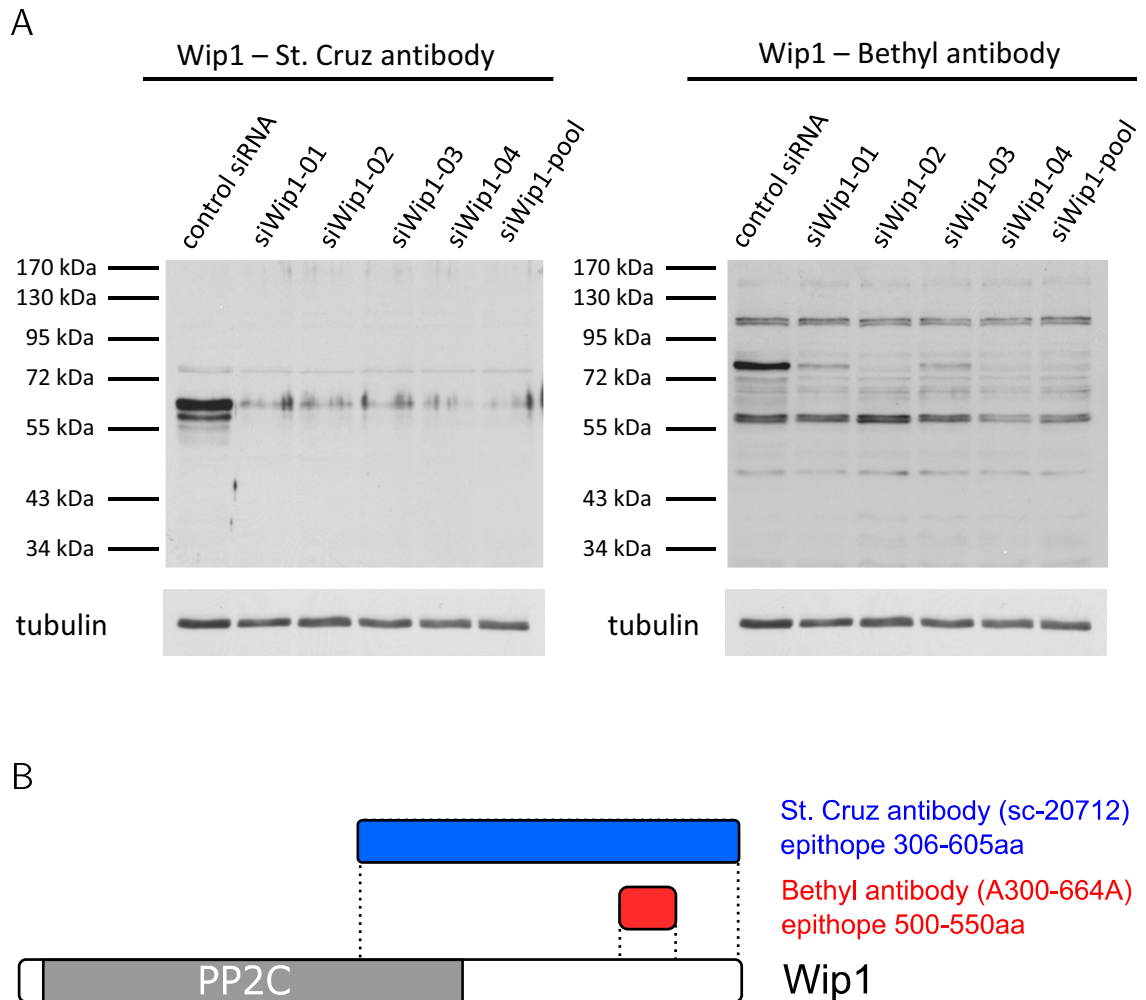 A
Wip1 – St. Cruz antibody
Wip1 – Bethyl antibody
control siRNA
siWip1-01
siWip1-02
siWip1-03
siWip1-04
siWip1-pool
control siRNA
siWip1-01
siWip1-02
siWip1-03
siWip1-04
siWip1-pool
170 kDa
130 kDa
95 kDa
72 kDa
55 kDa
43 kDa
34 kDa
170 kDa
130 kDa
95 kDa
72 kDa
55 kDa
43 kDa
34 kDa
tubulin
tubulin
B
St. Cruz antibody (sc-20712)
epithope 306-605aa
Bethyl antibody (A300-664A)
epithope 500-550aa
PP2C
Wip1